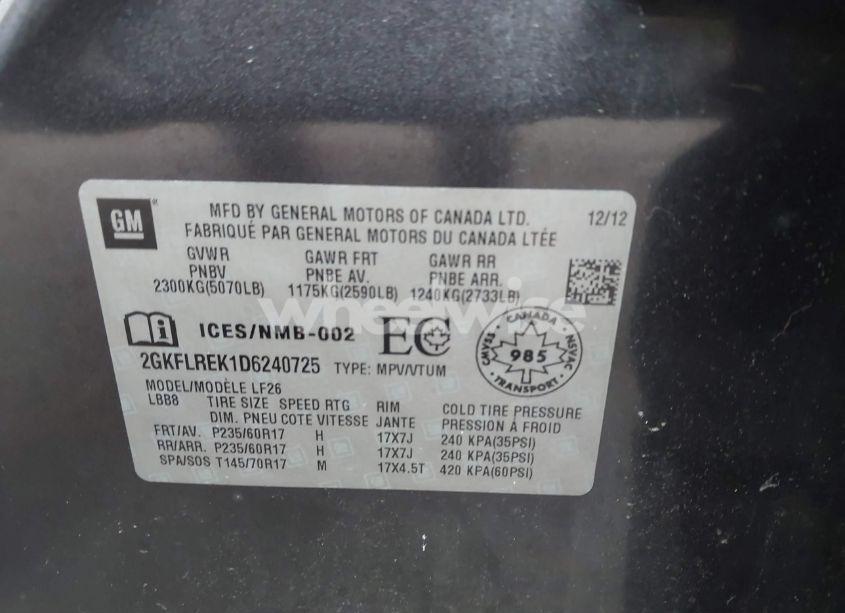 GM
MFD BY GENERAL MOTORS OF CANADA LTD. 12/12
FABRIQUÉ PAR GENERAL MOTORS DU CANADA LTÉE
GVWR GAWR FRT GAWR RR
PNBV PNBE AV. PNBE ARR.
2300KG(5070LB) 1175KG(2590LB) 1240KG(2733LB)
wheelwise
ICES/NMB-002 EC
CANADA
CMVSS 985 NSVAC
TRANSPORT
2GKFLREK1D6240725 TYPE: MPV/VTUM
MODEL/MODÈLE LF26
LBB8 TIRE SIZE SPEED RTG RIM COLD TIRE PRESSURE
DIM. PNEU COTE VITESSE JANTE PRESSION À FROID
FRT/AV. P235/60R17 H 17X7J 240 KPA(35PSI)
RR/ARR. P235/60R17 H 17X7J 240 KPA(35PSI)
SPA/SOS T145/70R17 M 17X4.5T 420 KPA(60PSI)